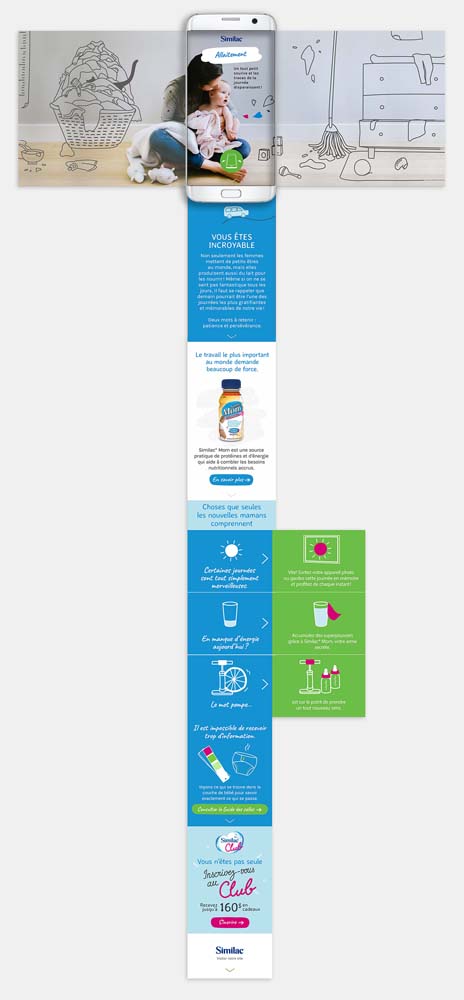 Similac
Allaitement
Un tout petit
sourire et les
tracas de la
journée
disparaissent!
VOUS ÊTES
INCROYABLE
Non seulement les femmes
mettent de petits êtres
au monde, mais elles
produisent aussi du lait pour
les nourrir! Même si on ne se
sent pas fantastique tous les
jours, il faut se rappeler que
demain pourrait être l'une des
journées les plus gratifiantes
et mémorables de notre vie!
Deux mots à retenir :
patience et persévérance.
Le travail le plus important
au monde demande
beaucoup de force.
Mom
Similac® Mom est une source
pratique de protéines et d'énergie
qui aide à combler les besoins
nutritionnels accrus.
En savoir plus
Choses que seules
les nouvelles mamans
comprennent
Certaines journées
sont tout simplement
merveilleuses.
Vite! Sortez votre appareil photo
ou gardez cette journée en mémoire
et profitez de chaque instant!
En manque d'énergie
aujourd'hui?
Accumulez des superpouvoirs
grâce à Similac® Mom, votre arme
secrète.
Le mot pompe...
est sur le point de prendre
un tout nouveau sens.
Il est impossible de recevoir
trop d'information.
Voyons ce qui se trouve dans la
couche de bébé pour savoir
exactement ce qui se passe.
Consulter le Guide des selles
Similac
Club
Vous n'êtes pas seule
Inscrivez-vous
au Club
Recevez
jusqu'à 160$ en
cadeaux
S'inscrire
Similac
Visitez notre site